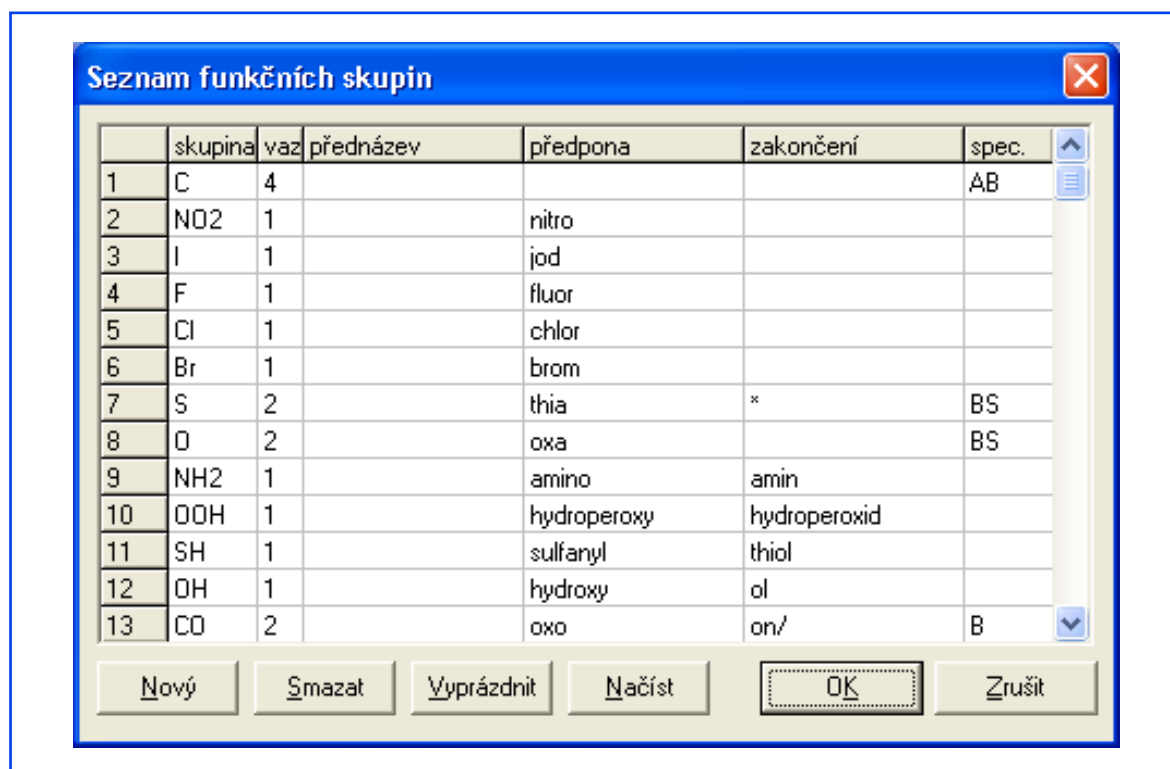 Seznam funkčních skupin
skupina vaz přednázev předpona zakončení spec.
1 C 4 AB
2 NO2 1 nitro
3 I 1 jod
4 F 1 fluor
5 Cl 1 chlor
6 Br 1 brom
7 S 2 thia * BS
8 O 2 oxa BS
9 NH2 1 amino amin
10 OOH 1 hydroperoxy hydroperoxid
11 SH 1 sulfanyl thiol
12 OH 1 hydroxy ol
13 CO 2 oxo on/ B
Nový Smazat Vyprázdnit Načíst OK Zrušit